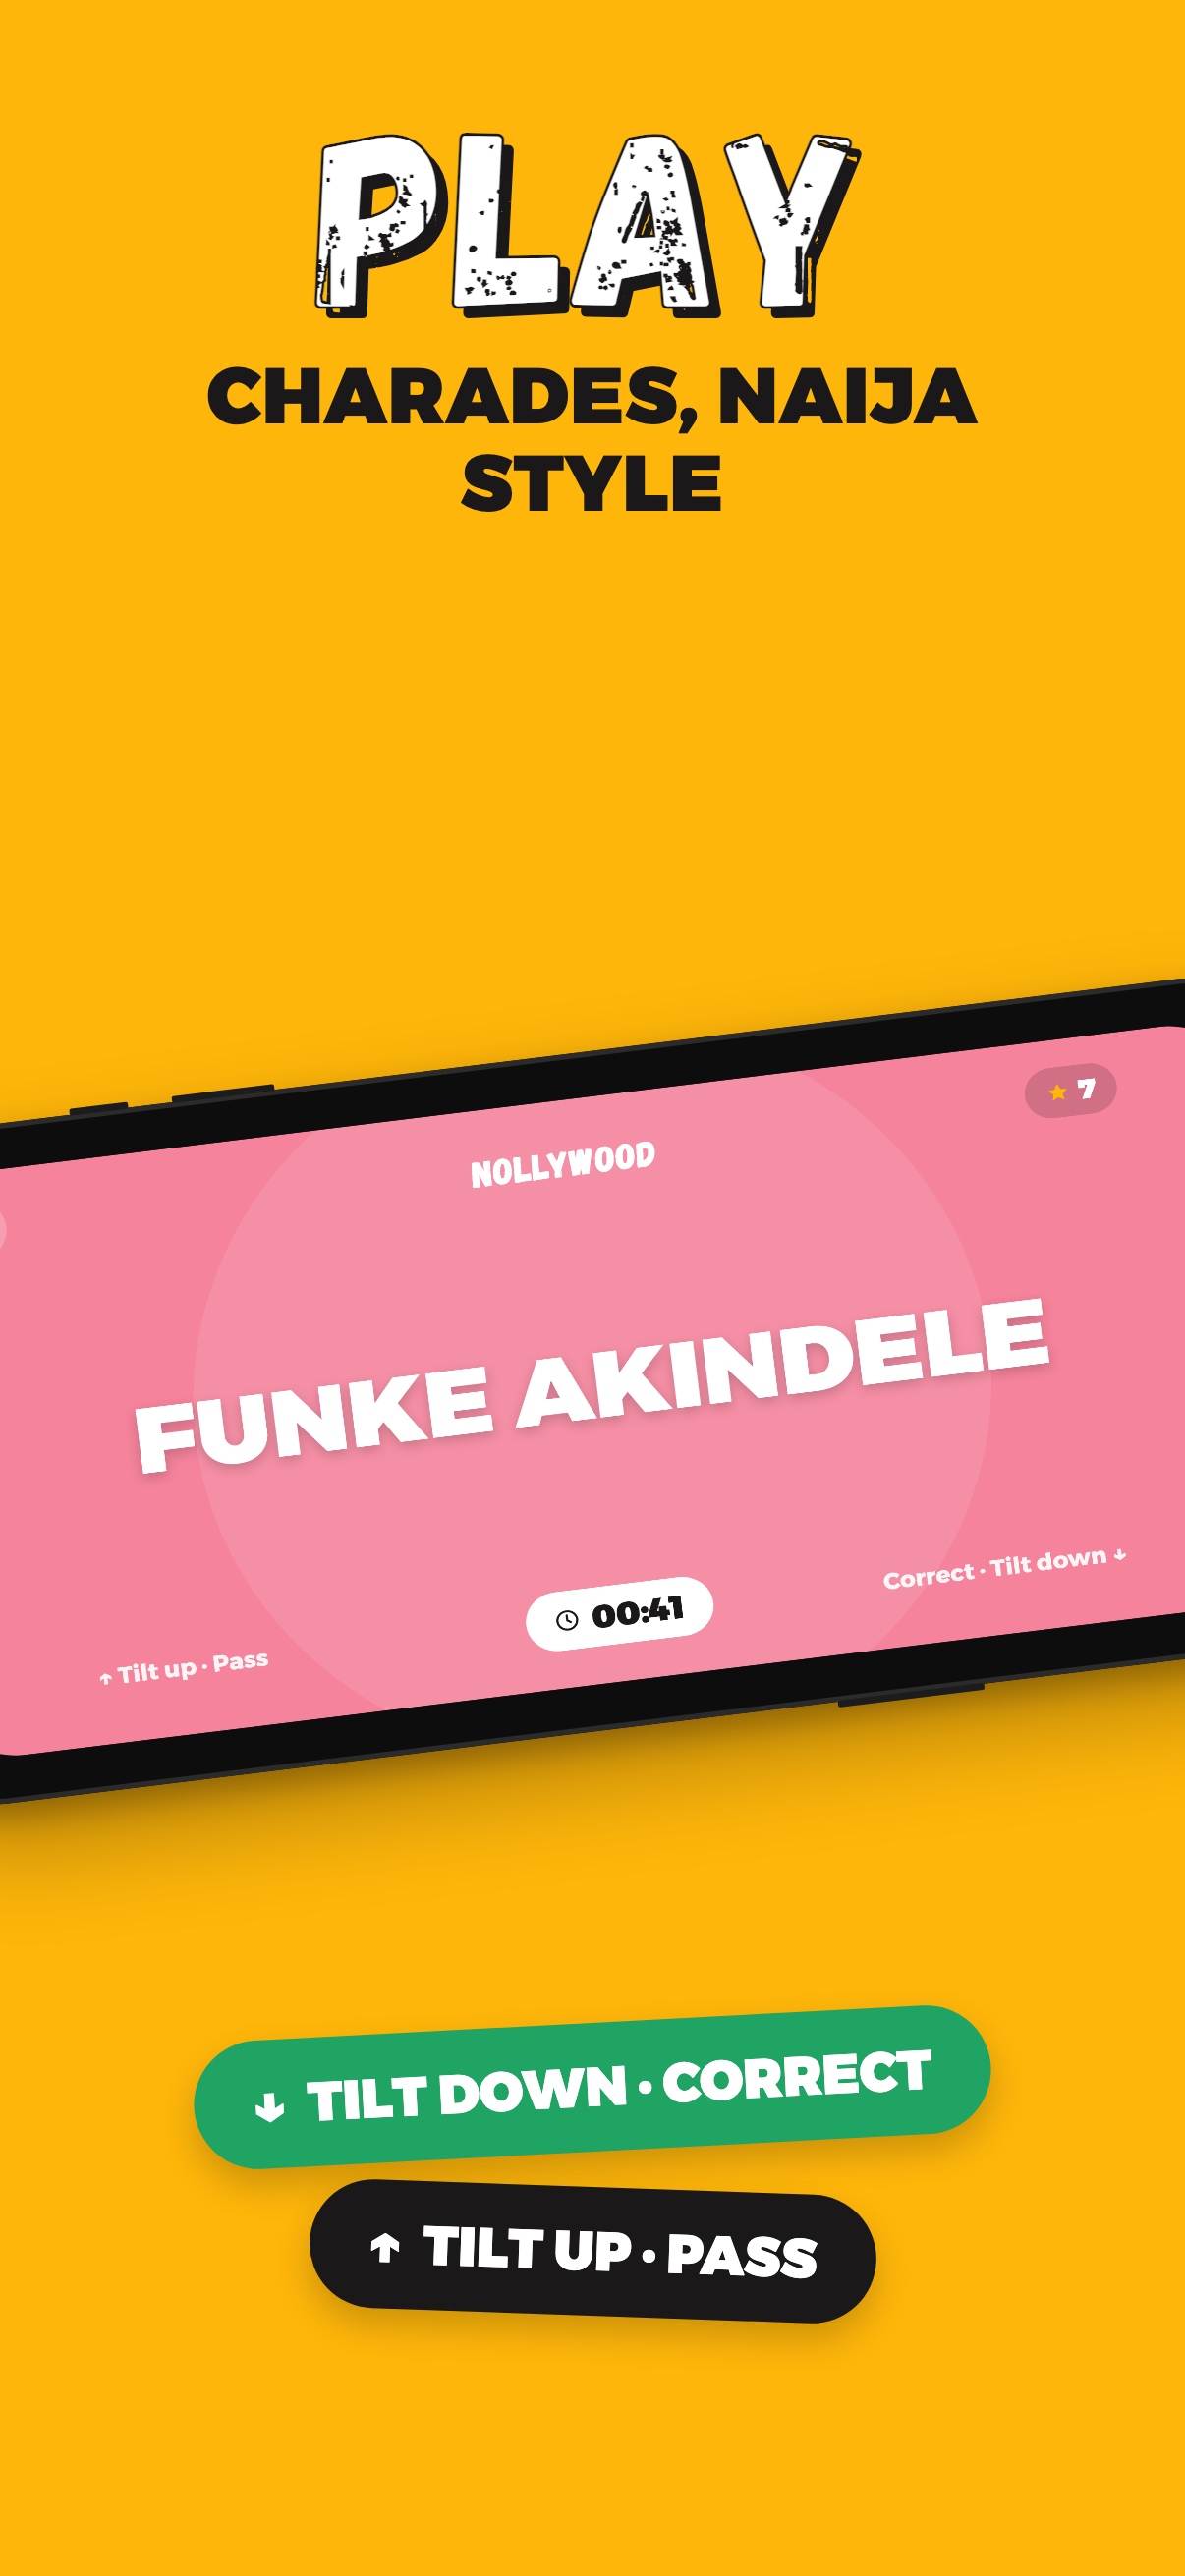 PLAY
CHARADES, NAIJA
STYLE
7
NOLLYWOOD
FUNKE AKINDELE
Correct · Tilt down ↓
00:41
↑ Tilt up · Pass
↓ TILT DOWN · CORRECT
↑ TILT UP · PASS